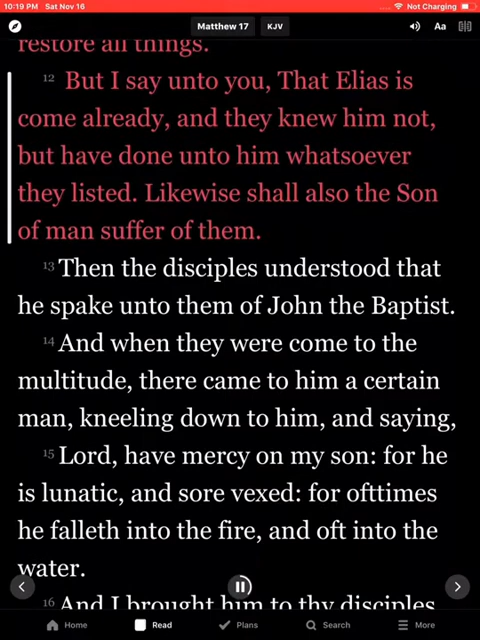 10:19 PM Sat Nov 16 Not Charging
Matthew 17 KJV Aa
restore all things.
12 But I say unto you, That Elias is
come already, and they knew him not,
but have done unto him whatsoever
they listed. Likewise shall also the Son
of man suffer of them.
13 Then the disciples understood that
he spake unto them of John the Baptist.
14 And when they were come to the
multitude, there came to him a certain
man, kneeling down to him, and saying,
15 Lord, have mercy on my son: for he
is lunatic, and sore vexed: for ofttimes
he falleth into the fire, and oft into the
water.
16 And I brought him to thy disciples,
Home Read Plans Search More